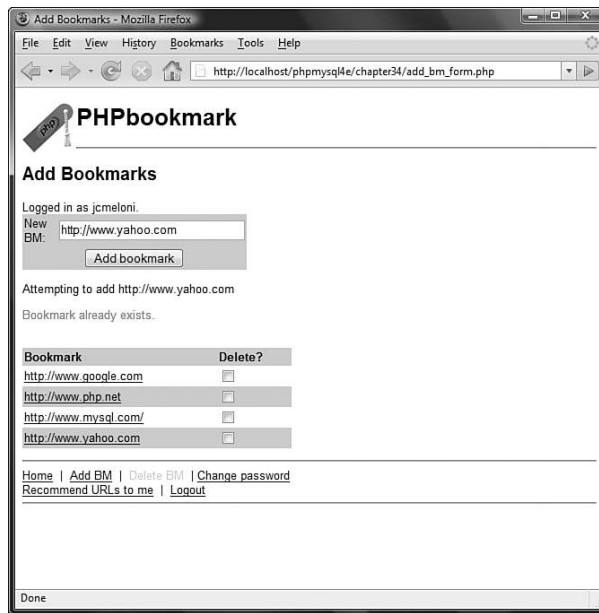 Add Bookmarks - Mozilla Firefox
File Edit View History Bookmarks Tools Help
http://localhost/phpmysql4e/chapter34/add_bm_form.php
php
PHPbookmark
Add Bookmarks
Logged in as jcmeloni.
New
BM: http://www.yahoo.com
Add bookmark
Attempting to add http://www.yahoo.com
Bookmark already exists.
Bookmark Delete?
http://www.google.com
http://www.php.net
http://www.mysql.com/
http://www.yahoo.com
Home | Add BM | Delete BM | Change password
Recommend URLs to me | Logout
Done